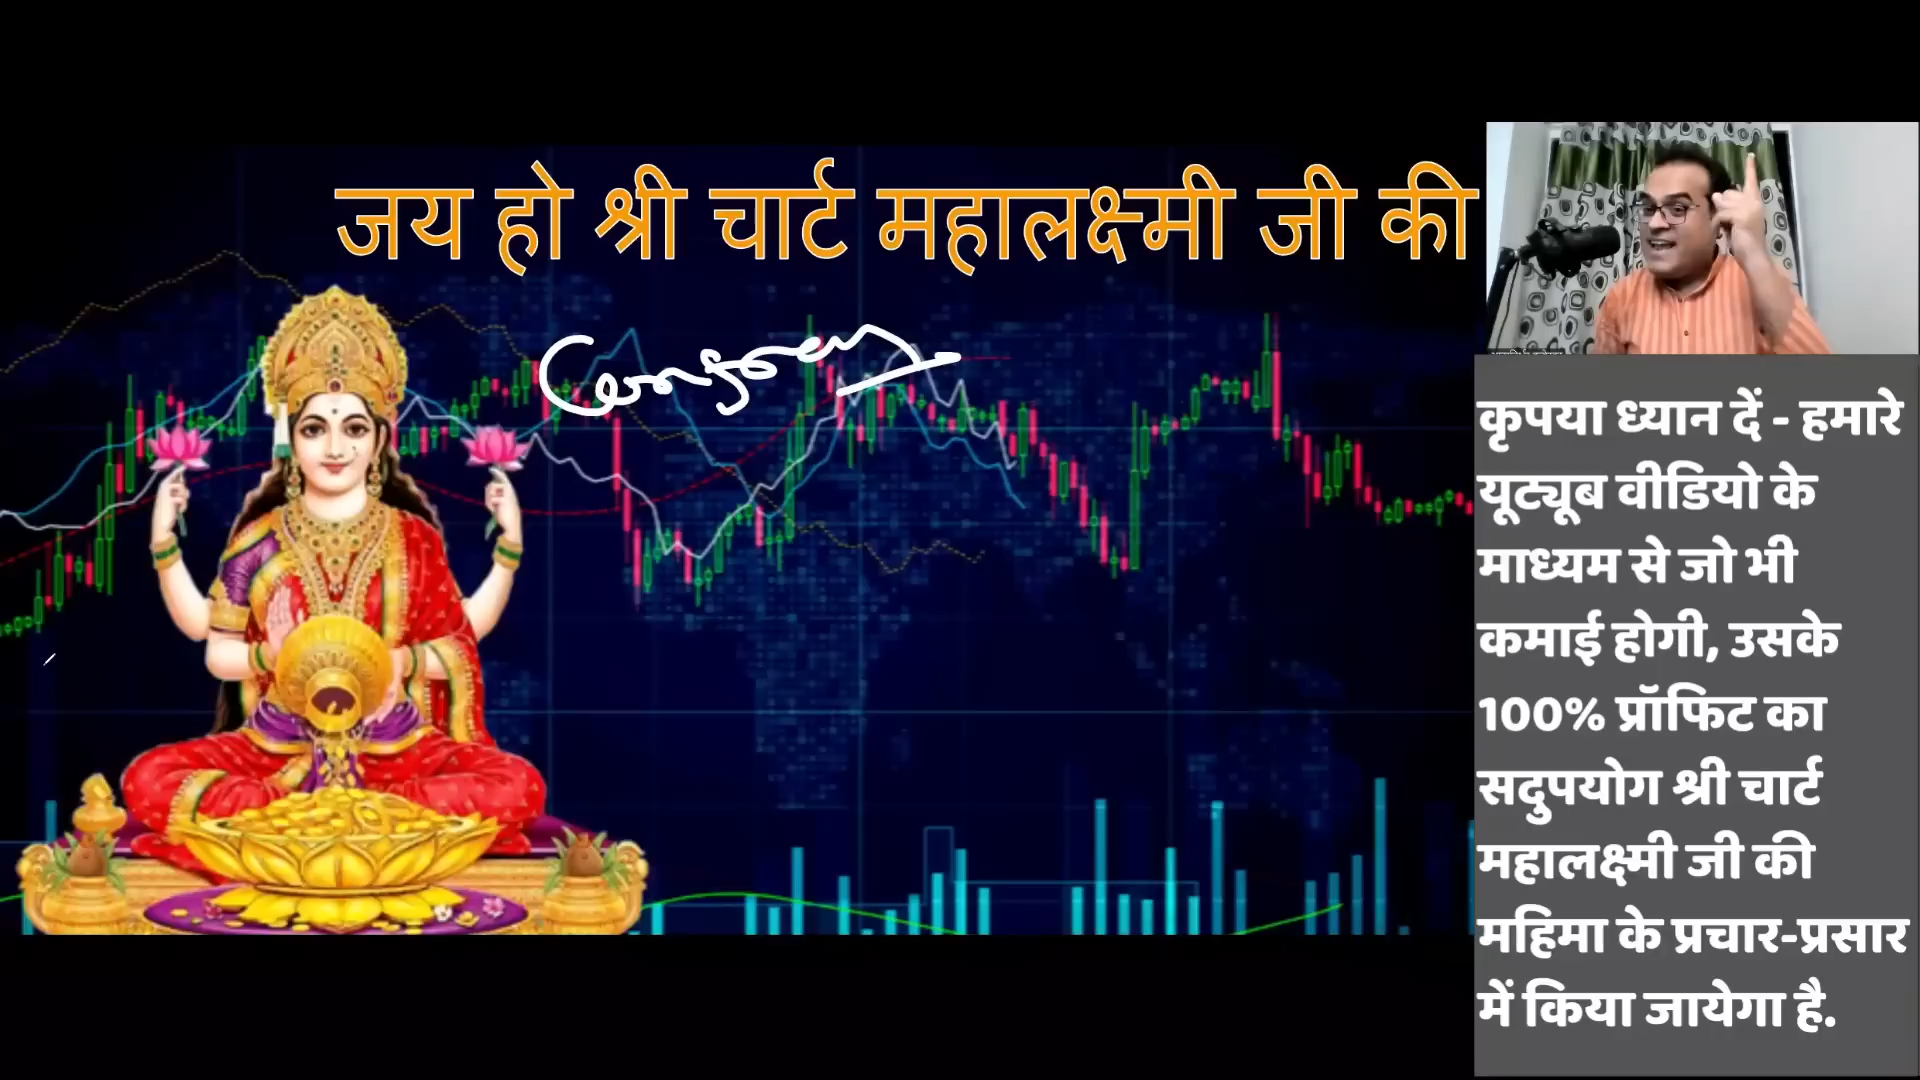 जय हो श्री चार्ट महालक्ष्मी जी की
कृपया ध्यान दें - हमारे
यूट्यूब वीडियो के
माध्यम से जो भी
कमाई होगी, उसके
100% प्रॉफिट का
सदुपयोग श्री चार्ट
महालक्ष्मी जी की
महिमा के प्रचार-प्रसार
में किया जायेगा है.